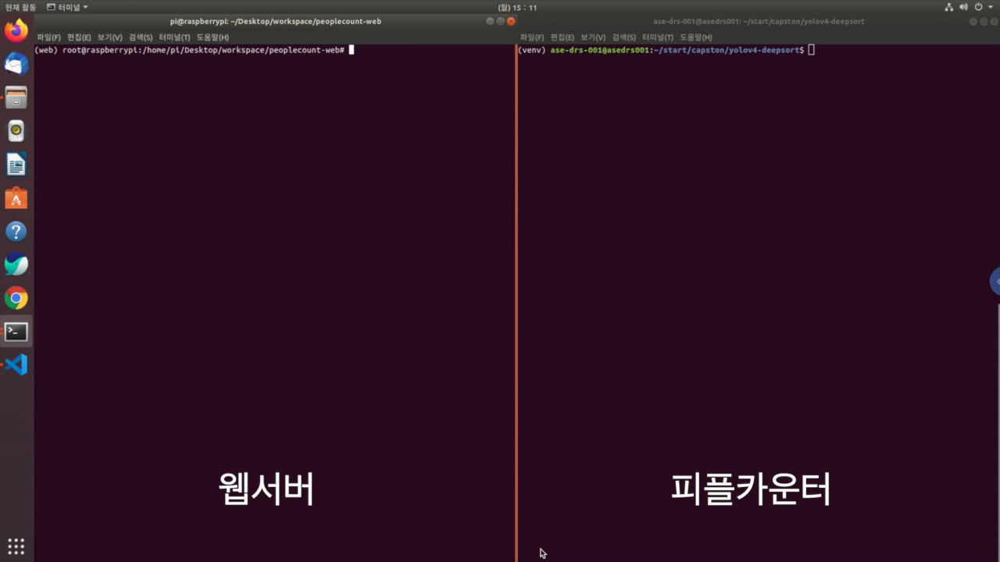 현재 활동 터미널 (월) 15 : 11
pi@raspberrypi: ~/Desktop/workspace/peoplecount-web
ase-drs-001@asedrs001: ~/start/capston/yolov4-deepsort
파일(F) 편집(E) 보기(V) 검색(S) 터미널(T) 도움말(H)
파일(F) 편집(E) 보기(V) 검색(S) 터미널(T) 도움말(H)
(web) root@raspberrypi:/home/pi/Desktop/workspace/peoplecount-web#
(venv) ase-drs-001@asedrs001:~/start/capston/yolov4-deepsort$
웹서버
피플카운터